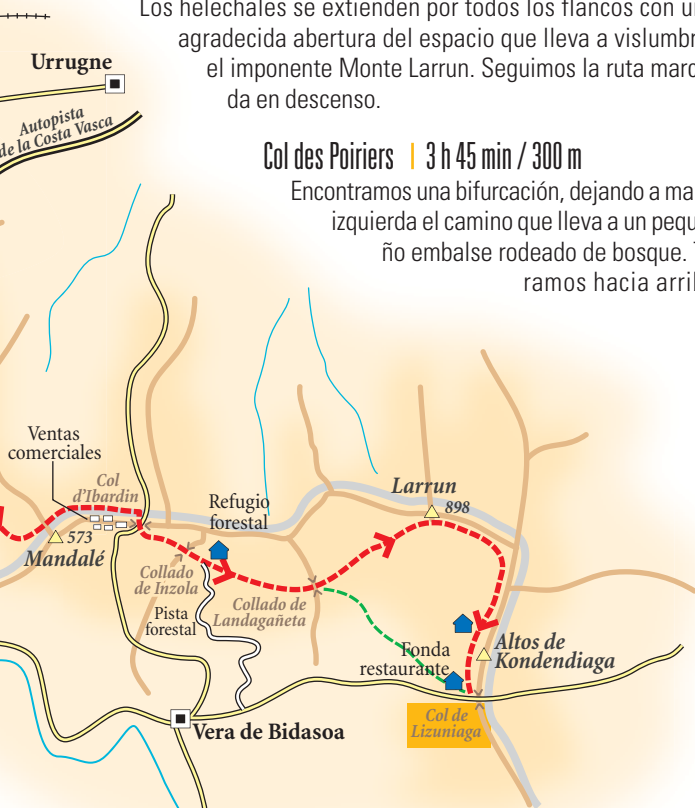 Los helechales se extienden por todos los flancos con un
agradecida abertura del espacio que lleva a vislumbr
el imponente Monte Larrun. Seguimos la ruta marc
da en descenso.
Col des Poiriers | 3 h 45 min / 300 m
Encontramos una bifurcación, dejando a ma
izquierda el camino que lleva a un pequ
ño embalse rodeado de bosque. T
ramos hacia arri
Urrugne
Autopista
de la Costa Vasca
Ventas
comerciales
Col
d'Ibardin
573
Mandalé
Refugio
forestal
Larrun
898
Collado
de Inzola
Pista
forestal
Collado de
Landagañeta
Fonda
restaurante
Altos de
Kondendiaga
Col de
Lizuniaga
Vera de Bidasoa